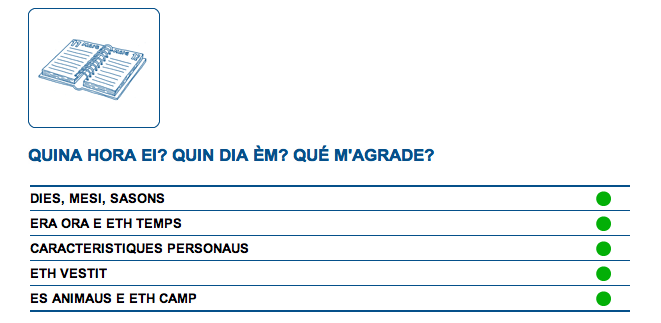 QUINA HORA EI? QUIN DIA ÈM? QUÉ M'AGRADE?
DIES, MESI, SASONS
ERA ORA E ETH TEMPS
CARACTERISTIQUES PERSONAUS
ETH VESTIT
ES ANIMAUS E ETH CAMP